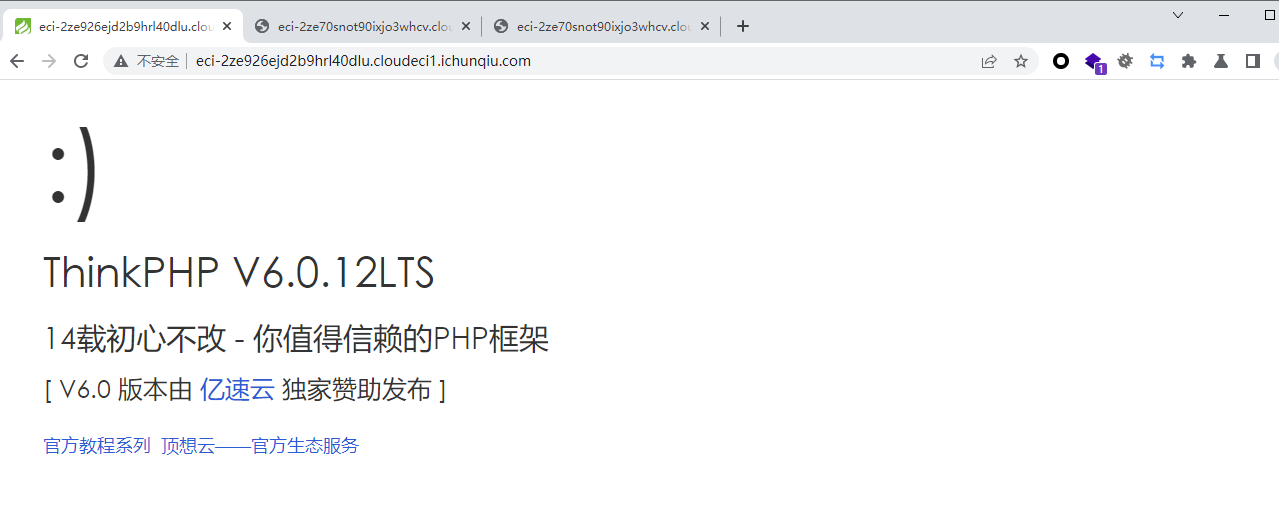 eci-2ze926ejd2b9hrl40dlu.clou
eci-2ze70snot90ixjo3whcv.clou
eci-2ze70snot90ixjo3whcv.clou
不安全 eci-2ze926ejd2b9hrl40dlu.cloudeci1.ichunqiu.com
1
:)
ThinkPHP V6.0.12LTS
14载初心不改 - 你值得信赖的PHP框架
[ V6.0 版本由 亿速云 独家赞助发布 ]
官方教程系列 顶想云——官方生态服务